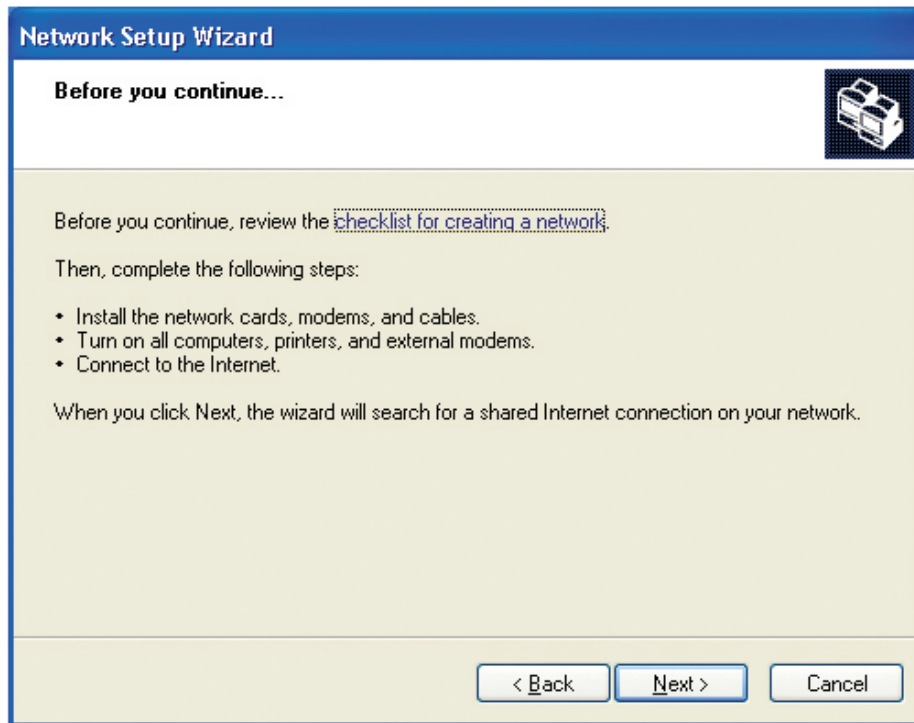 Network Setup Wizard
Before you continue...
Before you continue, review the checklist for creating a network.
Then, complete the following steps:
• Install the network cards, modems, and cables.
• Turn on all computers, printers, and external modems.
• Connect to the Internet.
When you click Next, the wizard will search for a shared Internet connection on your network.
< Back Next > Cancel